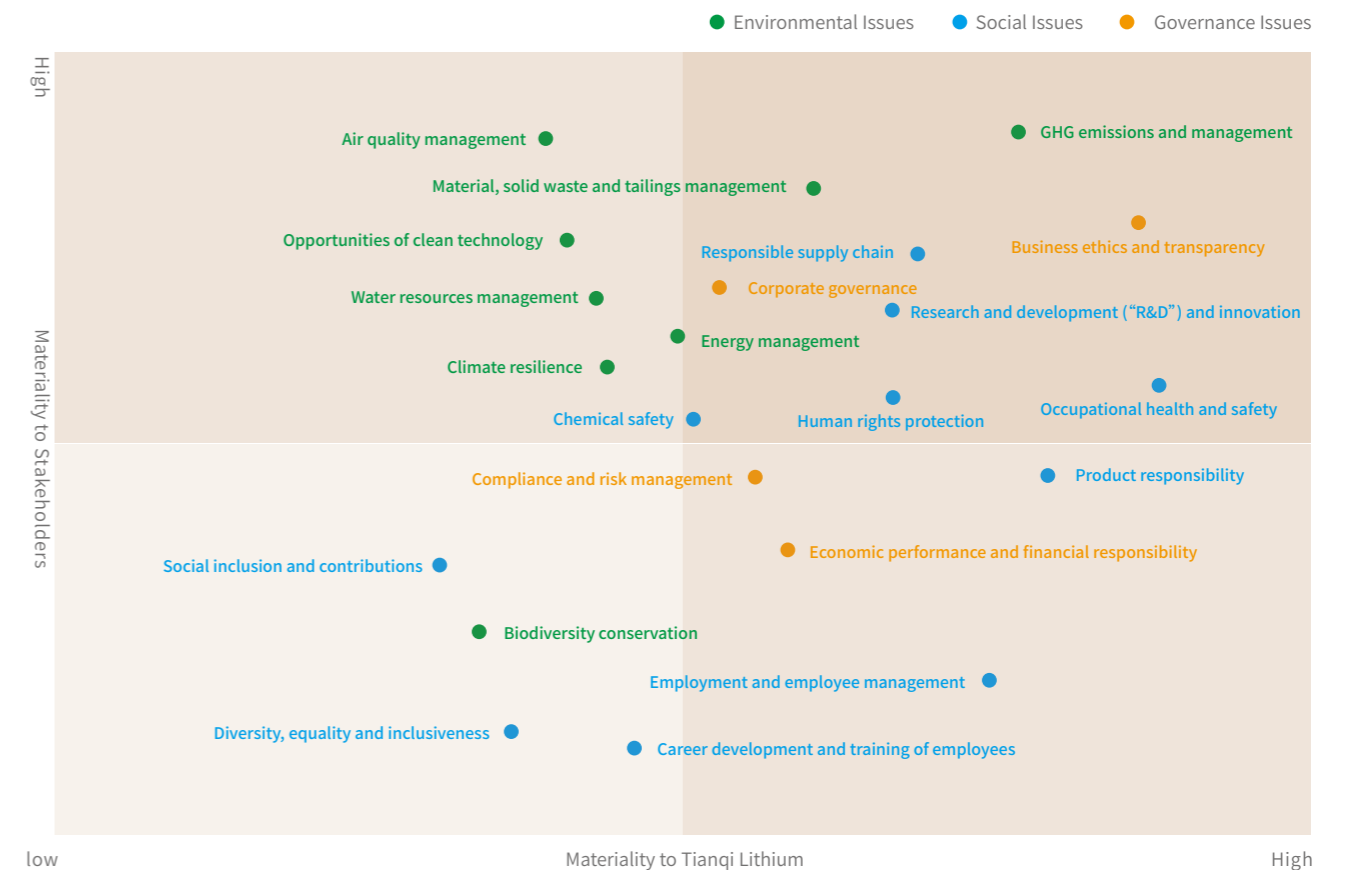 Environmental Issues
Social Issues
Governance Issues
High
GHG emissions and management
Air quality management
Material, solid waste and tailings management
Opportunities of clean technology
Business ethics and transparency
Responsible supply chain
Corporate governance
Water resources management
Research and development (“R&D”) and innovation
Energy management
Climate resilience
Occupational health and safety
Chemical safety
Human rights protection
Materiality to Stakeholders
Compliance and risk management
Product responsibility
Economic performance and financial responsibility
Social inclusion and contributions
Biodiversity conservation
Employment and employee management
Diversity, equality and inclusiveness
Career development and training of employees
low
Materiality to Tianqi Lithium
High